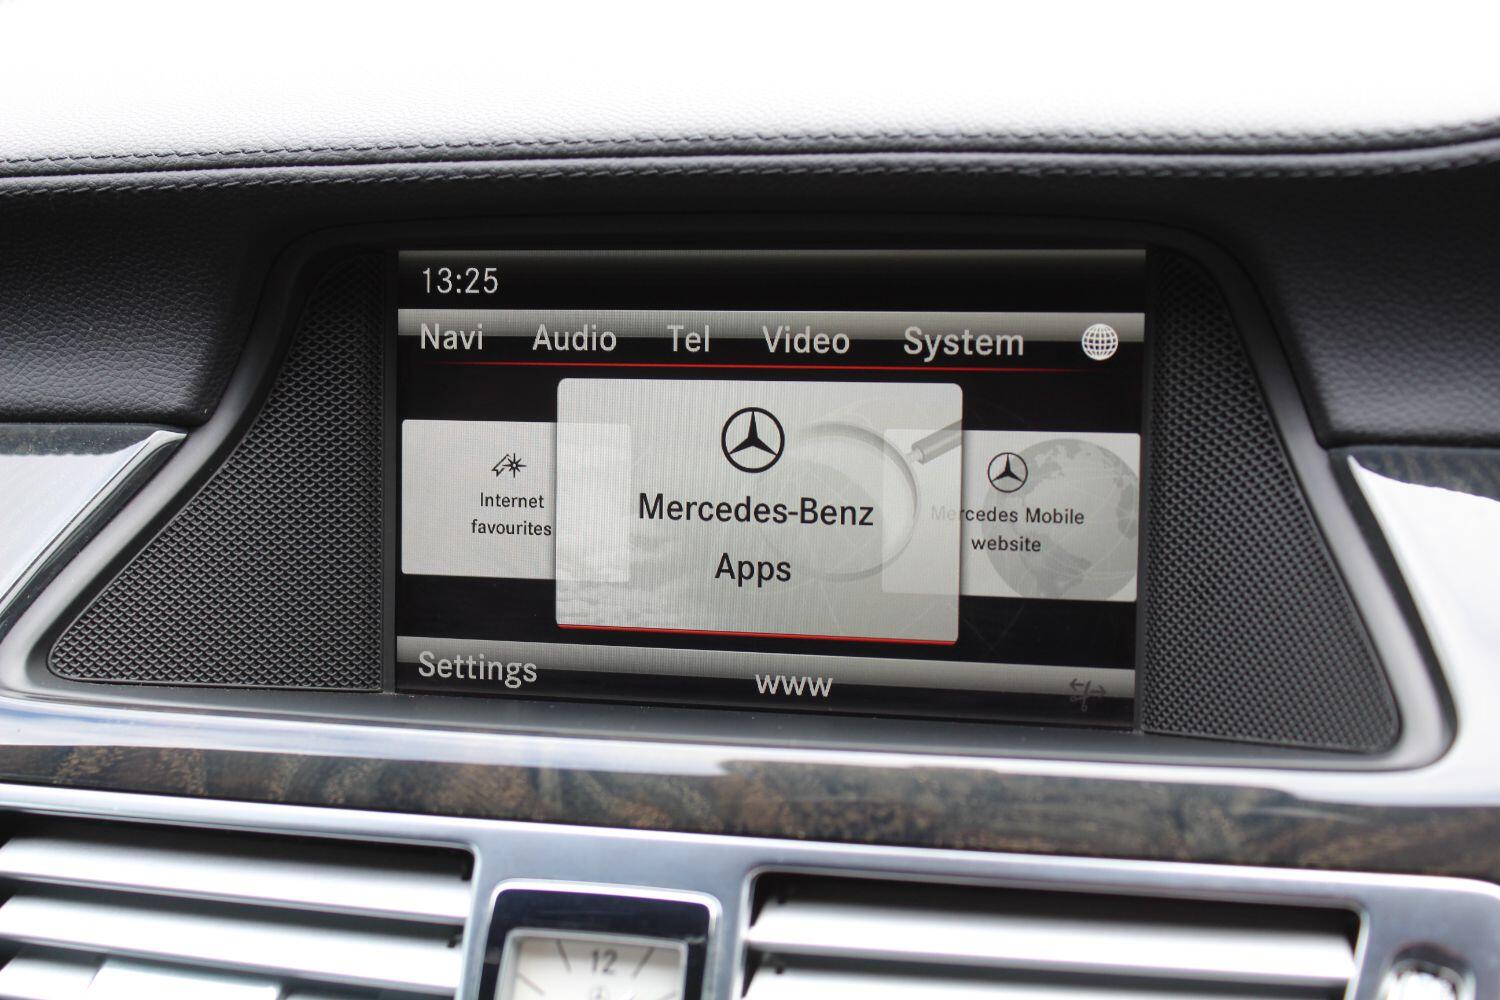 13:25
Navi Audio Tel Video System
Internet
favourites
Mercedes-Benz
Apps
Mercedes Mobile
website
Settings www
12